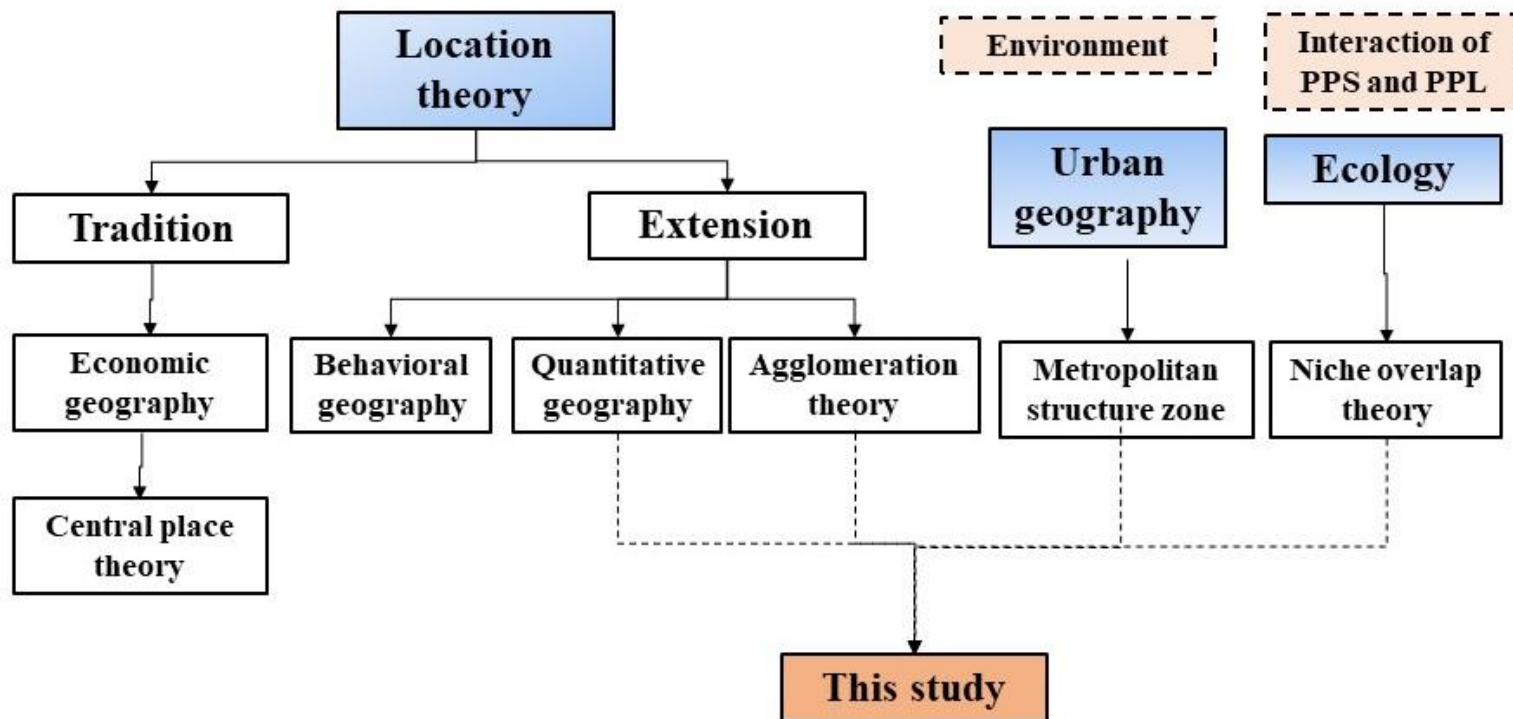 Location
theory
Environment
Interaction of
PPS and PPL
Urban
geography
Ecology
Tradition
Extension
Economic
geography
Behavioral
geography
Quantitative
geography
Agglomeration
theory
Metropolitan
structure zone
Niche overlap
theory
Central place
theory
This study